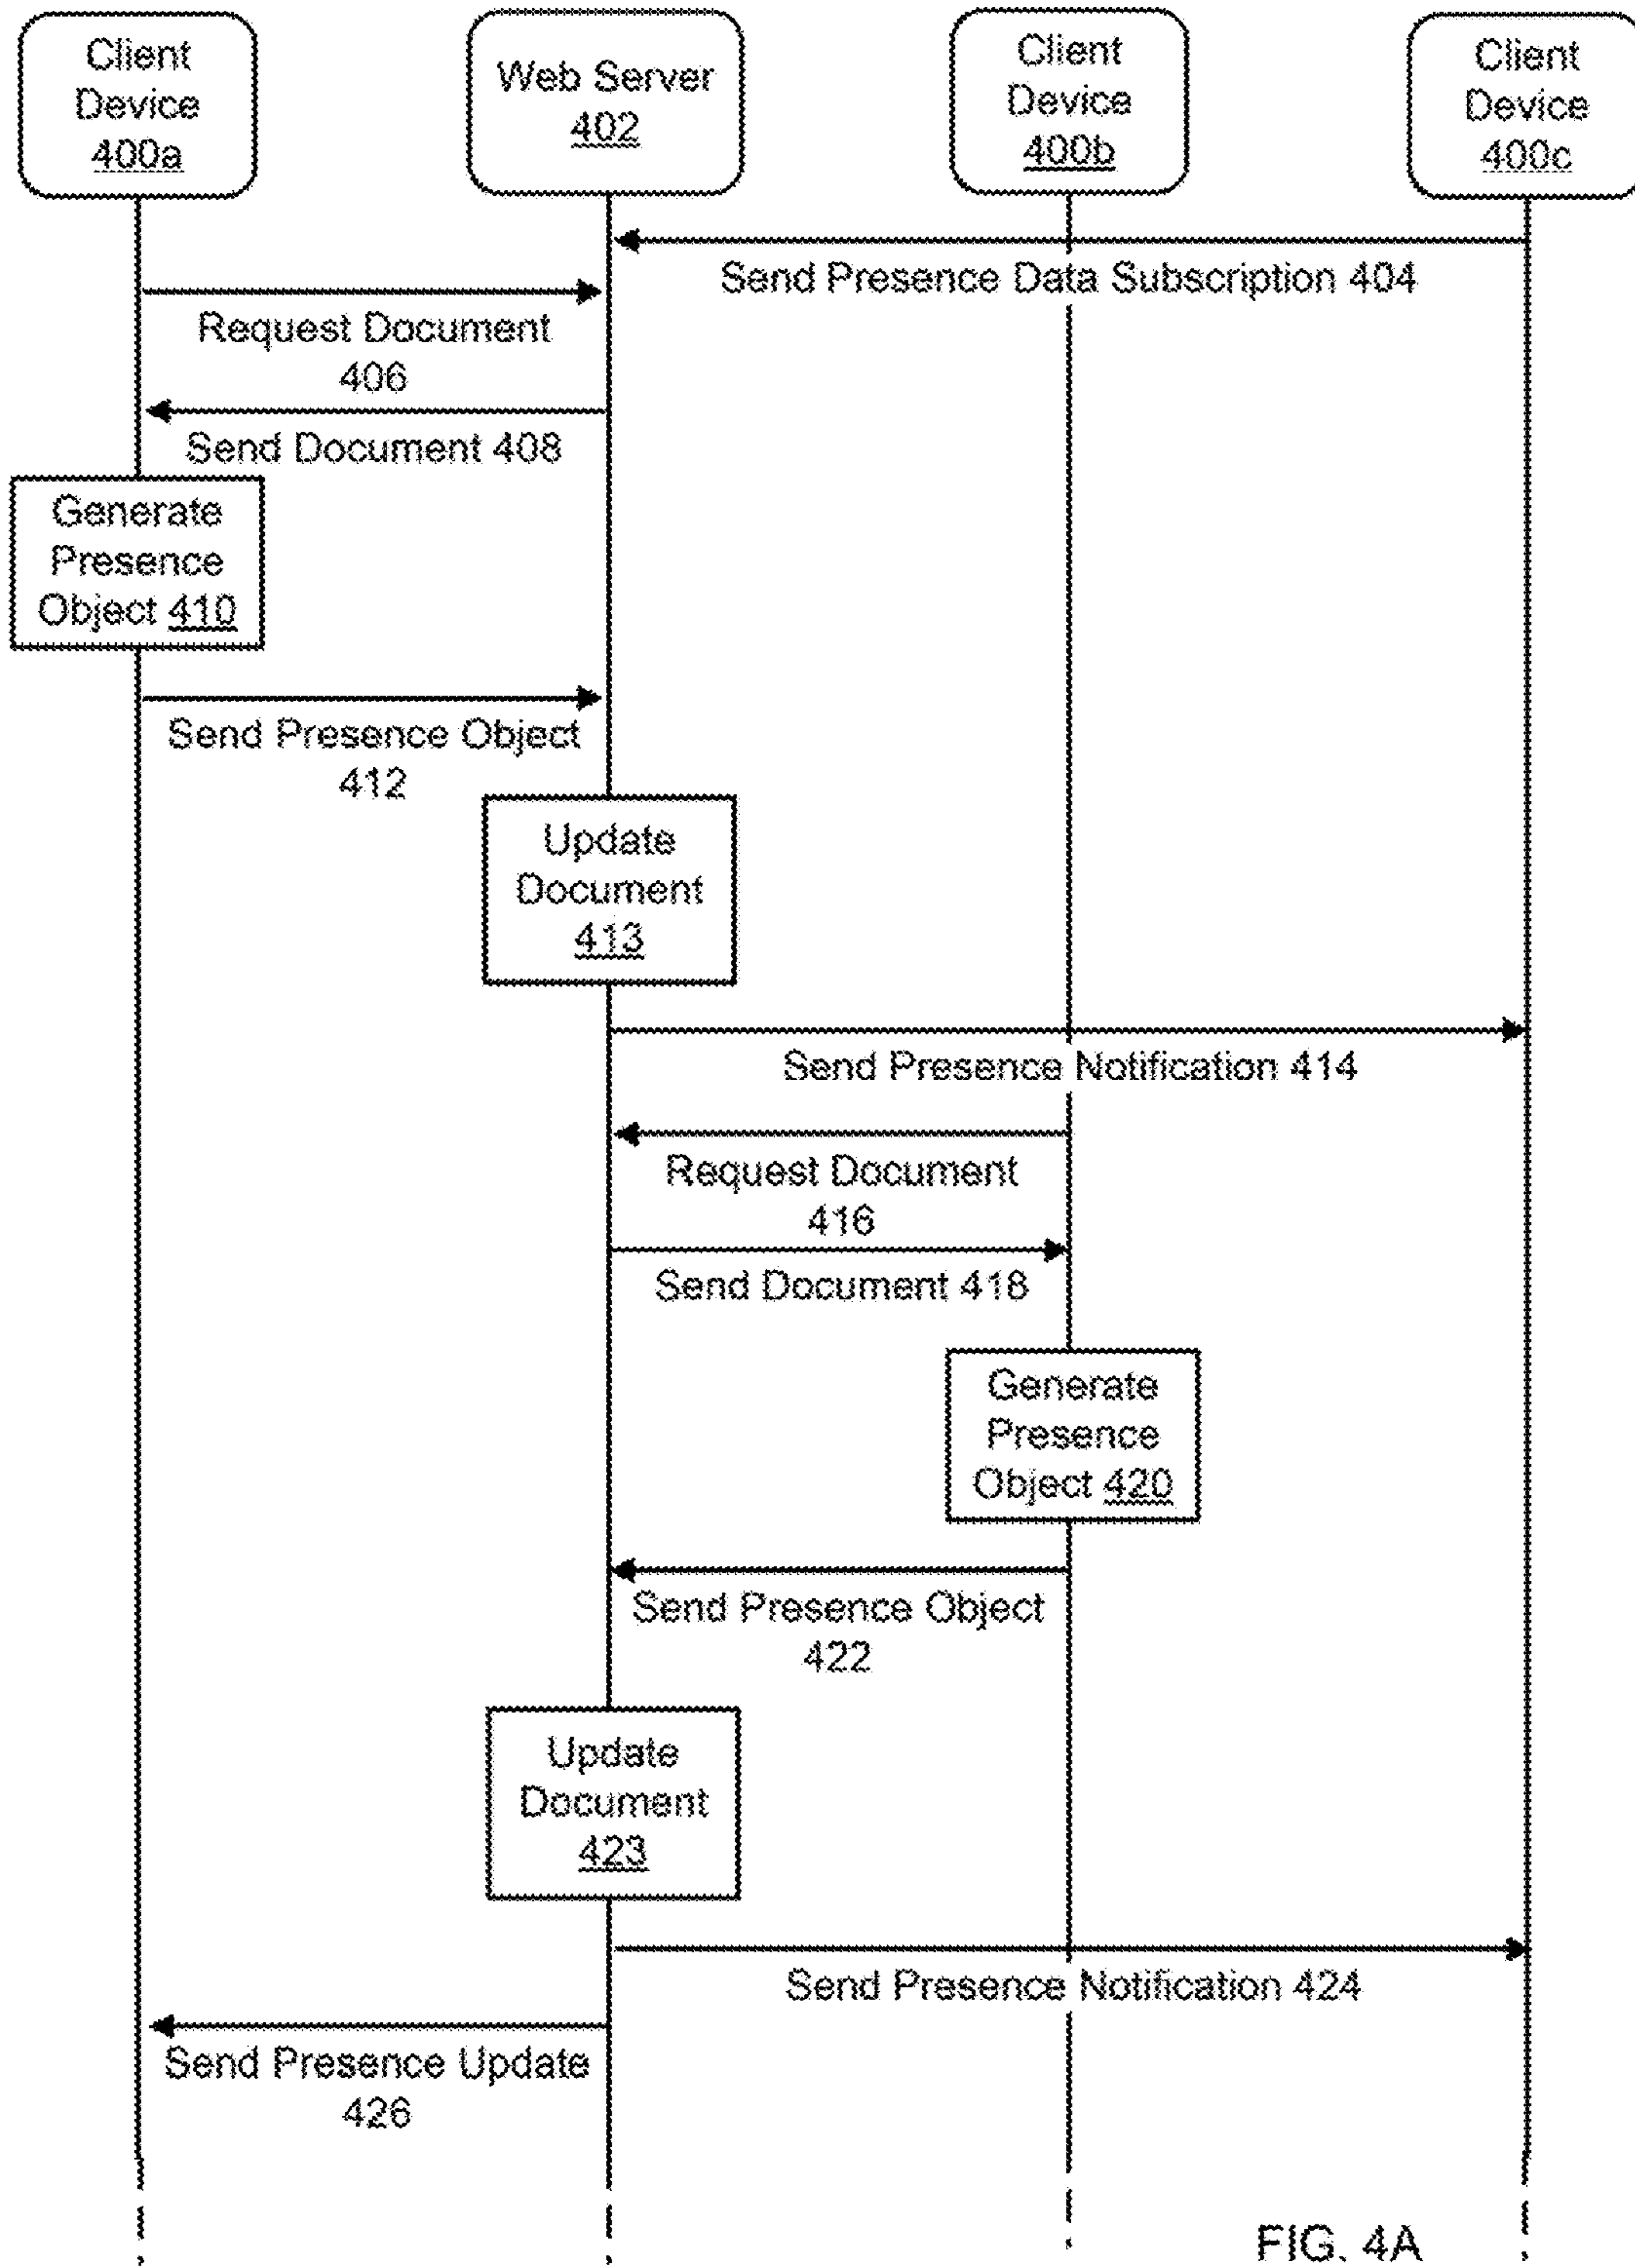 Client
Device
400a
Web Server
402
Client
Device
400b
Client
Device
400c
Send Presence Data Subscription 404
Request Document
406
Send Document 408
Generate
Presence
Object 410
Send Presence Object
412
Update
Document
413
Send Presence Notification 414
Request Document
416
Send Document 418
Generate
Presence
Object 420
Send Presence Object
422
Update
Document
423
Send Presence Notification 424
Send Presence Update
426
FIG. 4A